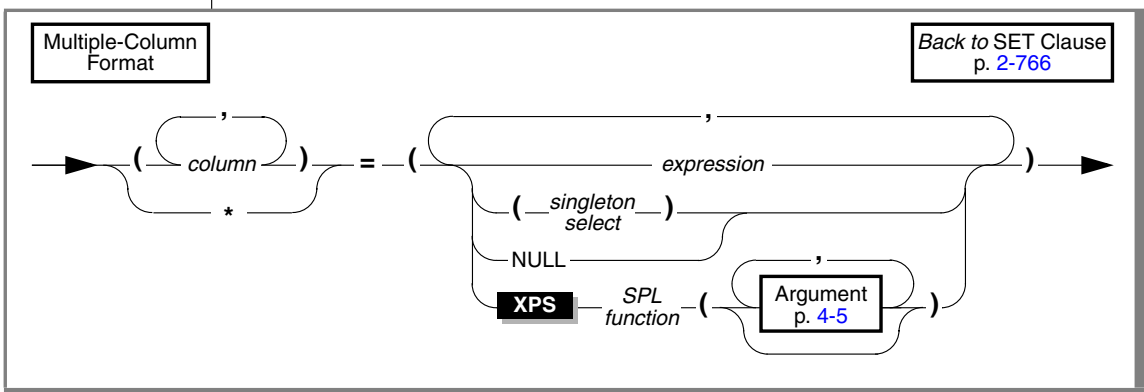 Multiple-Column
Format
Back to SET Clause
p. 2-766
,
( column ) = (
*
,
expression
)
( singleton
select )
NULL
XPS SPL
function (
,
Argument
p. 4-5
)